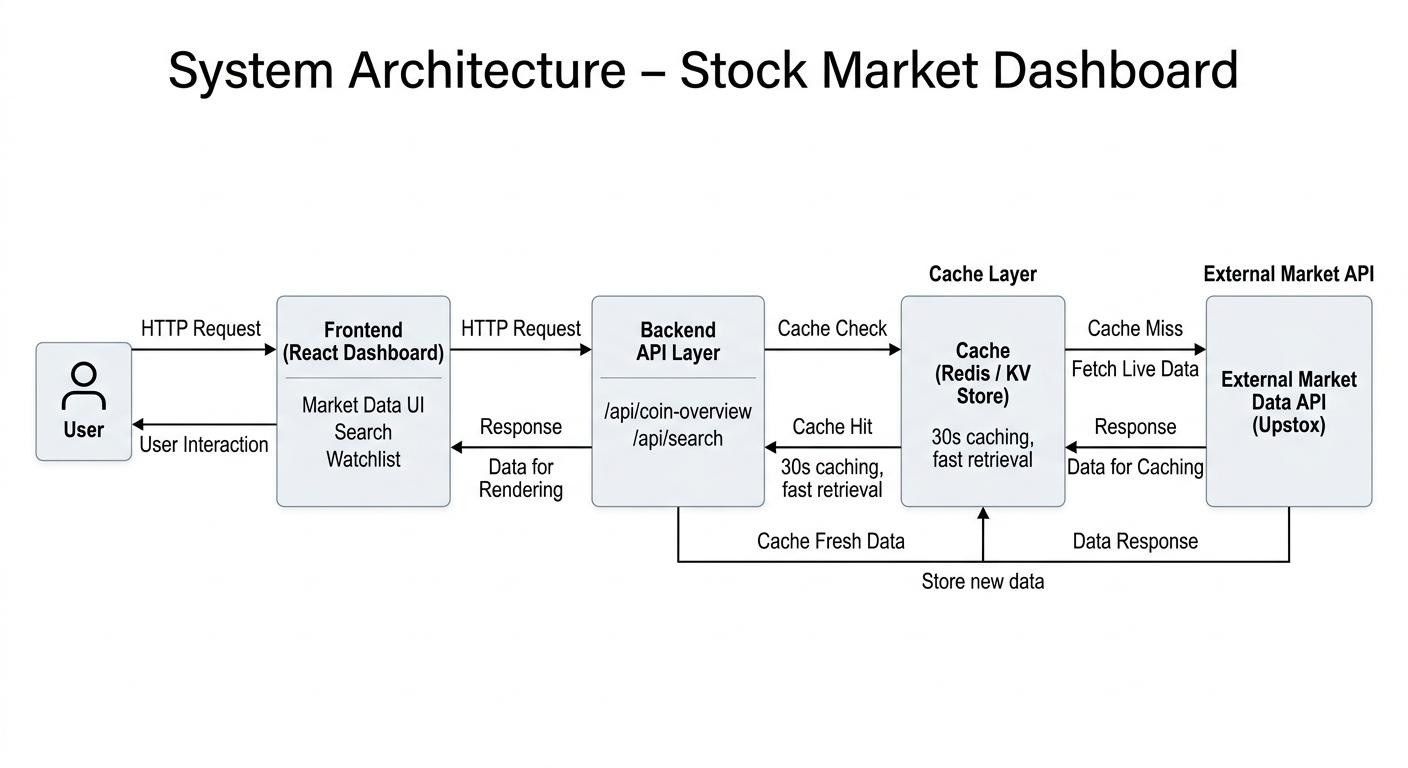 System Architecture – Stock Market Dashboard
Cache Layer
External Market API
HTTP Request
User
User Interaction
Frontend
(React Dashboard)
Market Data UI
Search
Watchlist
HTTP Request
Response
Data for
Rendering
Backend
API Layer
/api/coin-overview
/api/search
Cache Check
Cache Hit
30s caching,
fast retrieval
Cache
(Redis / KV
Store)
30s caching,
fast retrieval
Cache Miss
Fetch Live Data
Response
Data for Caching
External Market
Data API
(Upstox)
Cache Fresh Data
Data Response
Store new data